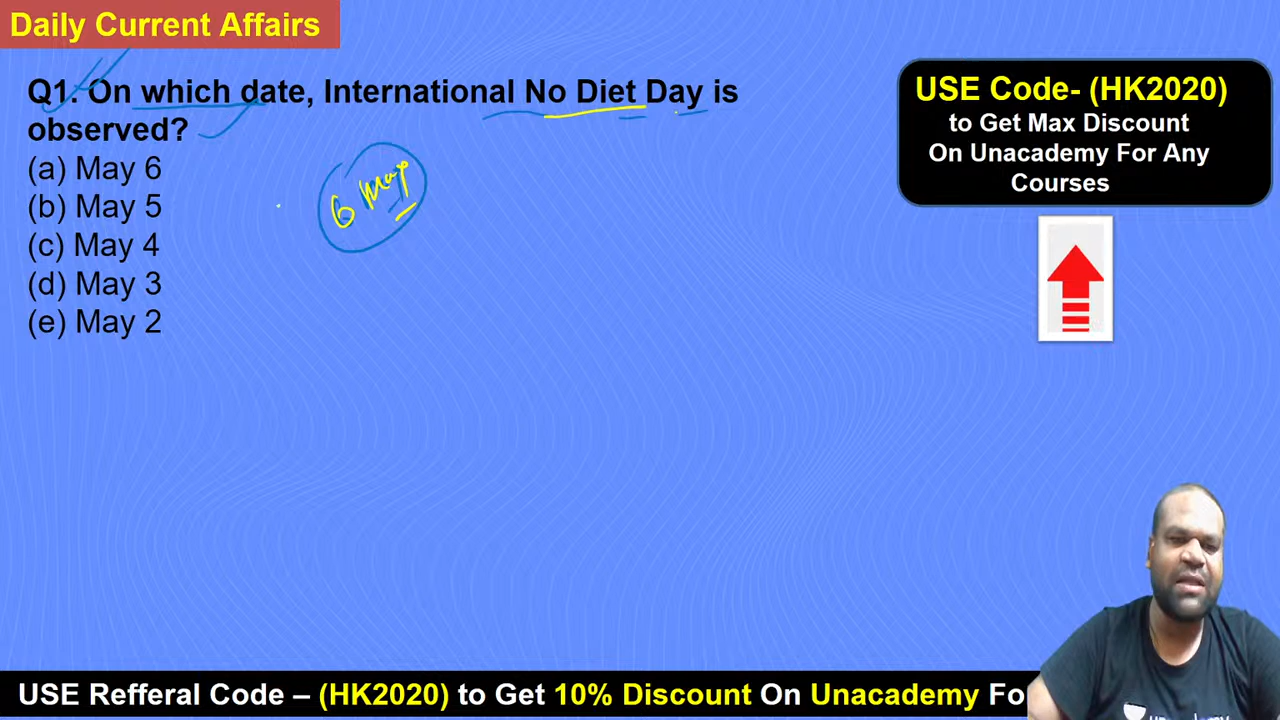 Daily Current Affairs
Q1. On which date, International No Diet Day is
observed?
(a) May 6
(b) May 5
(c) May 4
(d) May 3
(e) May 2
6 May
USE Code- (HK2020)
to Get Max Discount
On Unacademy For Any
Courses
USE Refferal Code – (HK2020) to Get 10% Discount On Unacademy Fo